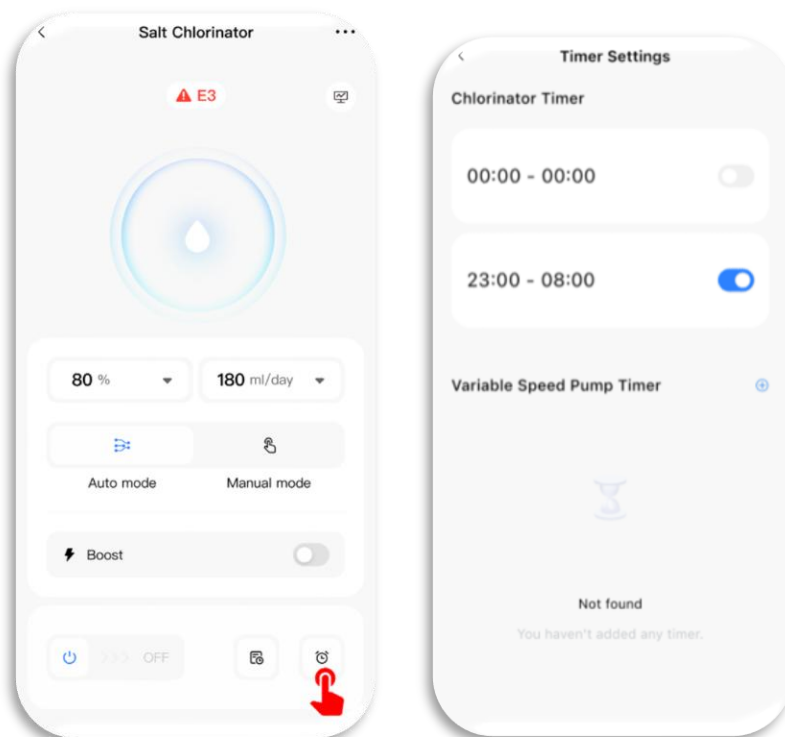 Salt Chlorinator
E3
80 %
180 ml/day
Auto mode
Manual mode
Boost
OFF
Timer Settings
Chlorinator Timer
00:00 - 00:00
23:00 - 08:00
Variable Speed Pump Timer
Not found
You haven't added any timer.